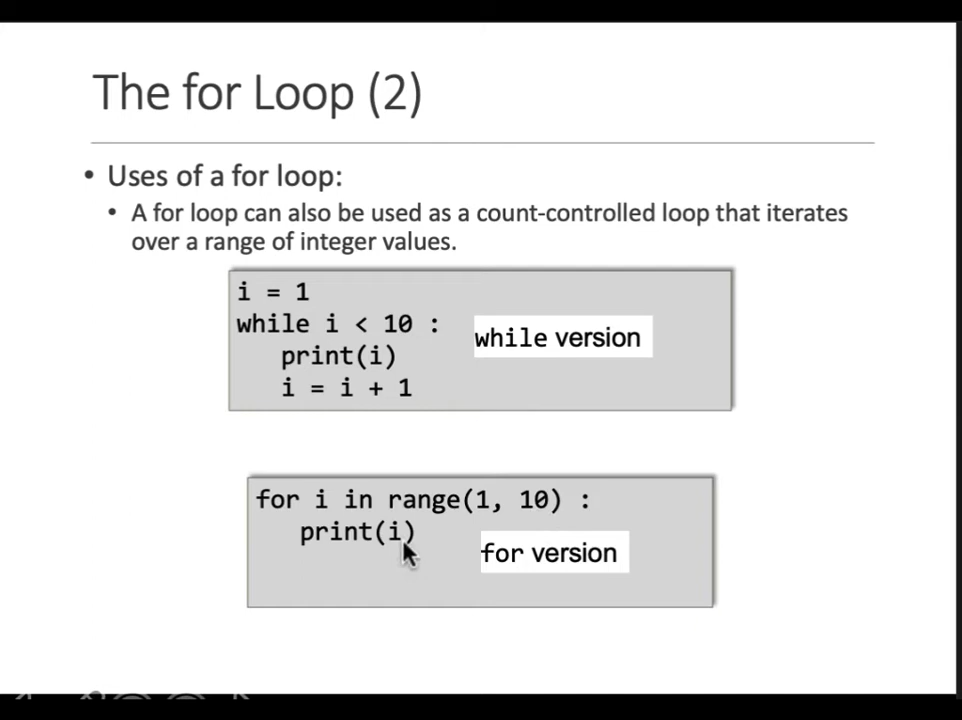 The for Loop (2)
• Uses of a for loop:
• A for loop can also be used as a count-controlled loop that iterates
over a range of integer values.
i = 1
while i < 10 :
while version
print(i)
i = i + 1
for i in range(1, 10) :
print(i)
for version